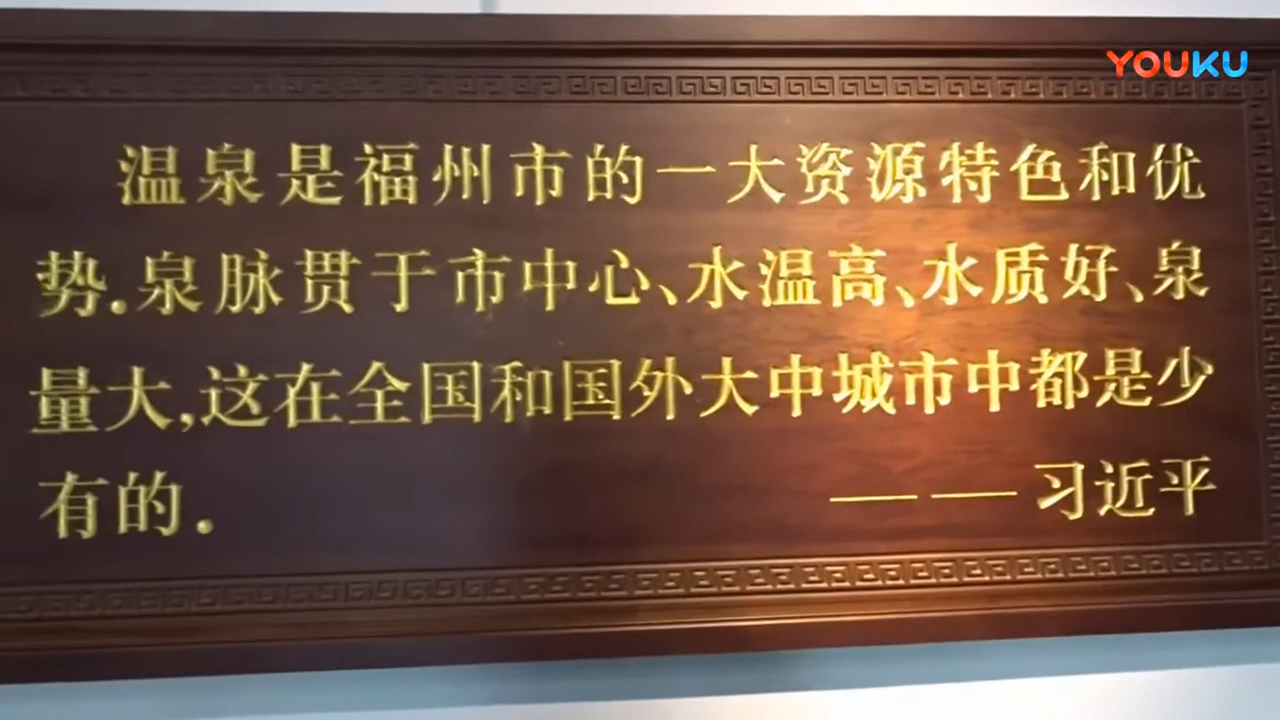 YOUKU
温泉是福州市的一大资源特色和优
势.泉脉贯于市中心、水温高、水质好、泉
量大,这在全国和国外大中城市中都是少
有的.
——习近平